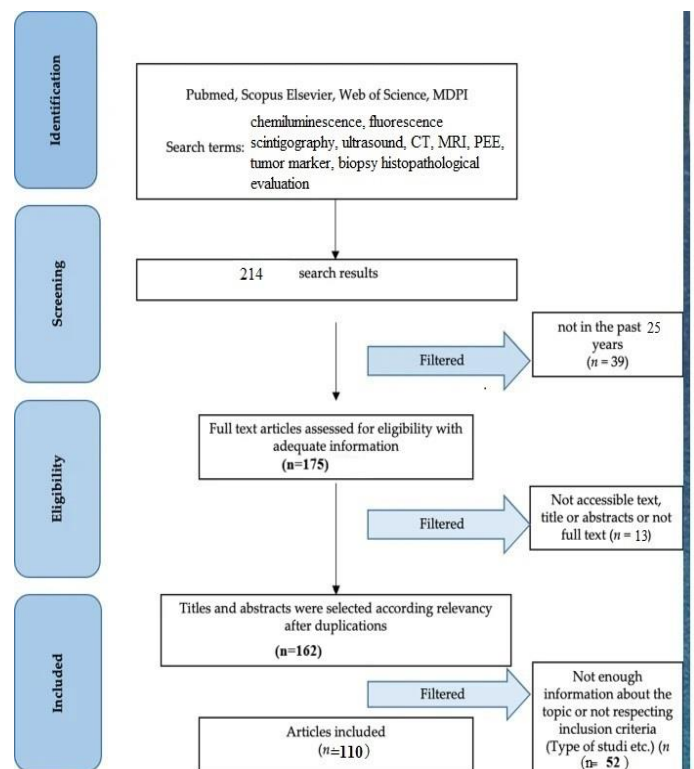 Identification
Pubmed, Scopus Elsevier, Web of Science, MDPI
chemiluminescence, fluorescence
Search terms: scintigography, ultrasound, CT, MRI, PEE,
tumor marker, biopsy histopathological
evaluation
Screening
214 search results
Filtered
not in the past 25
years
(n = 39)
Eligibility
Full text articles assessed for eligibility with
adequate information
(n=175)
Filtered
Not accessible text,
title or abstracts or not
full text (n = 13)
Included
Titles and abstracts were selected according relevancy
after duplications
(n=162)
Filtered
Not enough
information about the
topic or not respecting
inclusion criteria
(Type of studi etc.) (n
(n= 52 )
Articles included
(n=110)